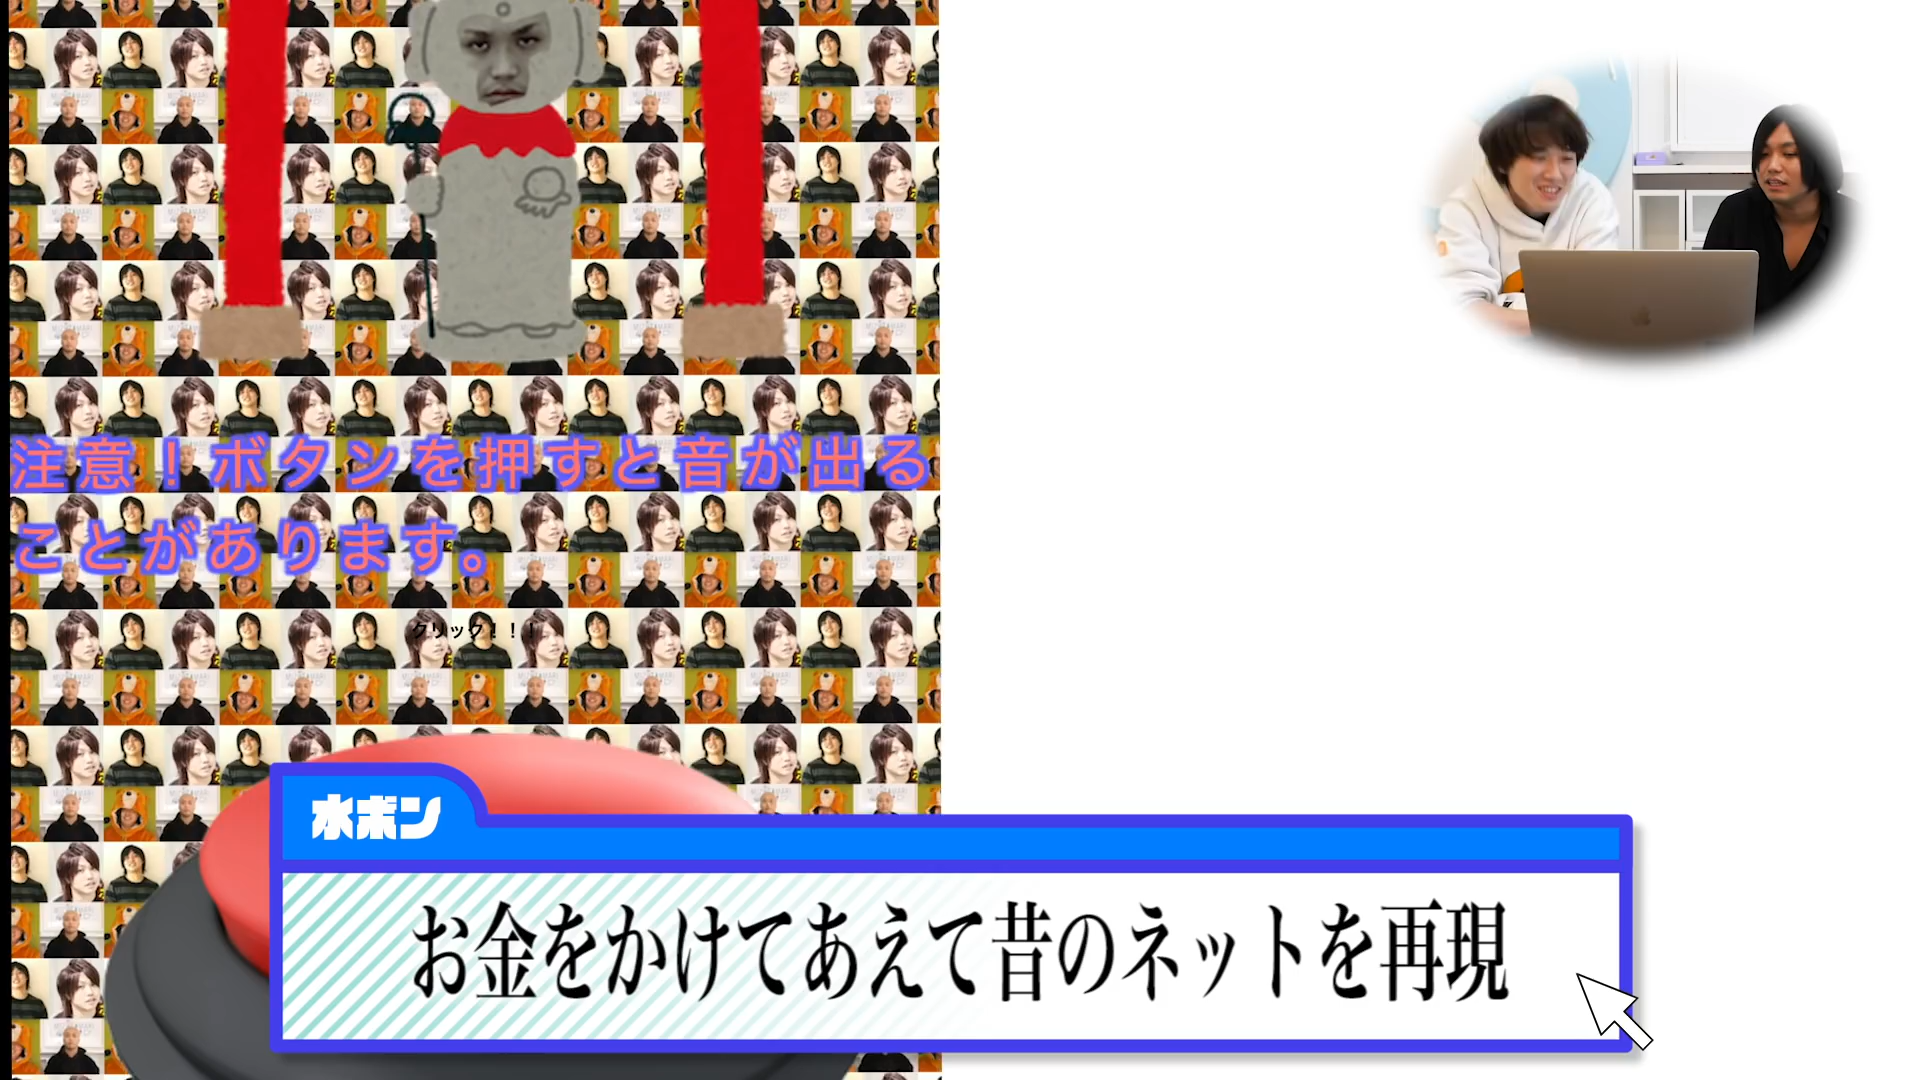 注意！ボタンを押すと音が出る
ことがあります。
クリック！！！
水ボン
お金をかけてあえて昔のネットを再現